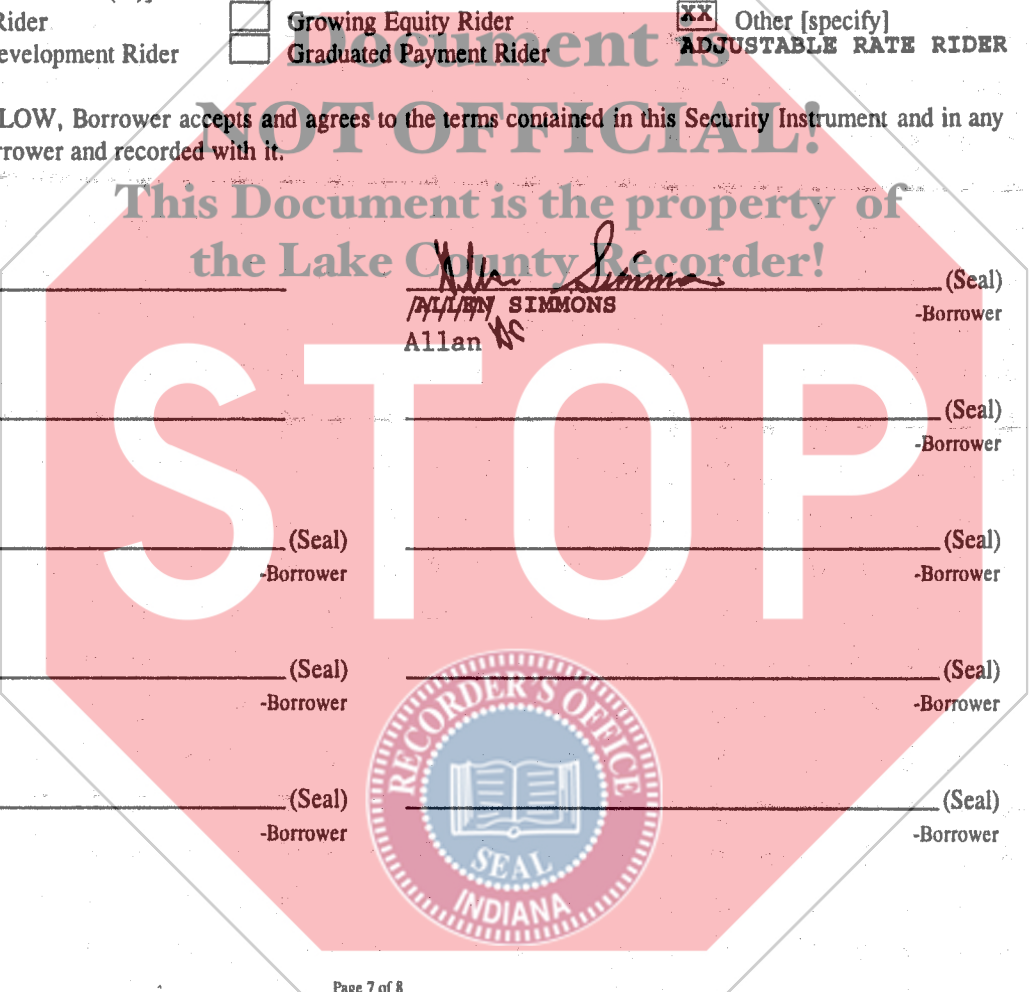 Rider Growing Equity Rider XX Other [specify]
evelopment Rider Graduated Payment Rider ADJUSTABLE RATE RIDER
Document is
LOW, Borrower accepts and agrees to the terms contained in this Security Instrument and in any
NOT OFFICIAL!
rrower and recorded with it.
This Document is the property of
the Lake County Recorder!
Allen Simmons (Seal)
ALLEN SIMMONS -Borrower
Allan AS
STOP
(Seal)
-Borrower
(Seal) (Seal)
-Borrower -Borrower
(Seal) (Seal)
-Borrower -Borrower
RECORDER'S OFFICE
(Seal) (Seal)
-Borrower -Borrower
SEAL
INDIANA
Page 7 of 8